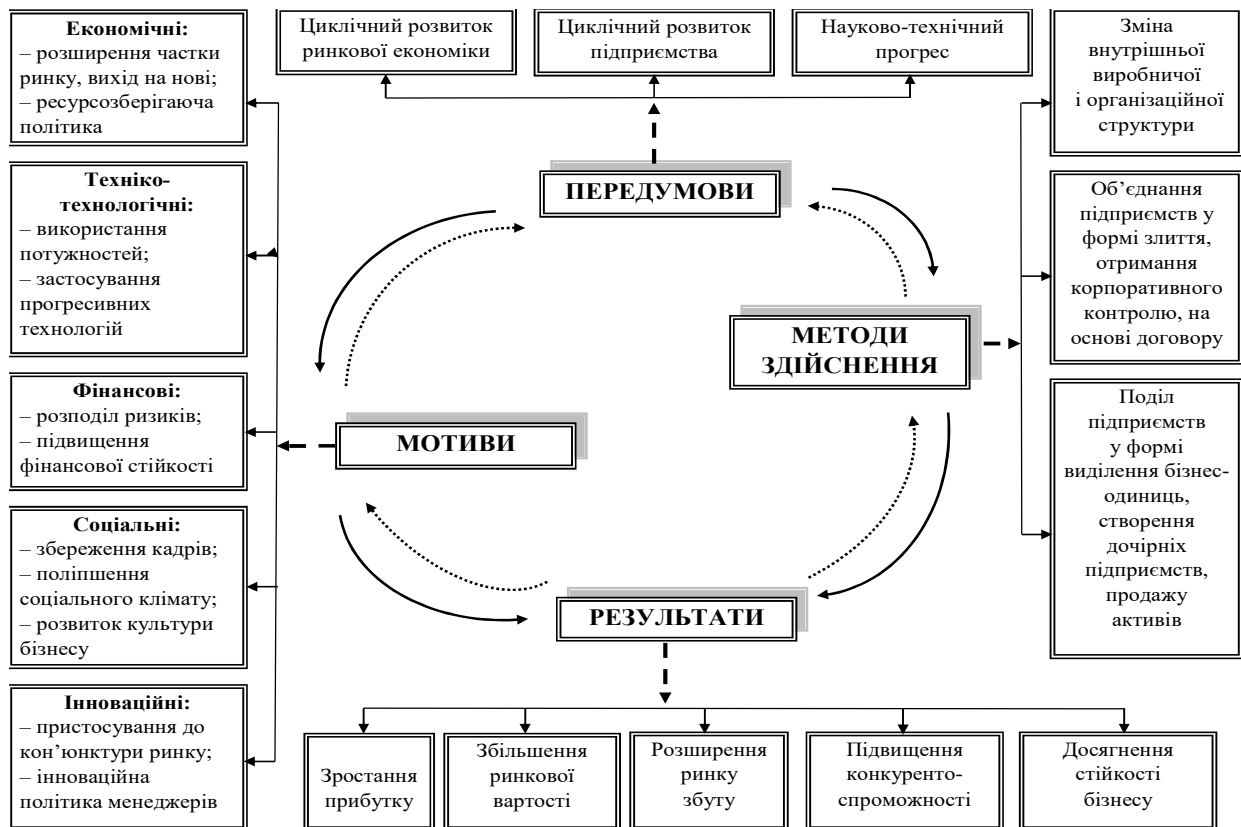 Економічні:
– розширення частки
ринку, вихід на нові;
– ресурсозберігаюча
політика
Техніко-
технологічні:
– використання
потужностей;
– застосування
прогресивних
технологій
Фінансові:
– розподіл ризиків;
– підвищення
фінансової стійкості
Соціальні:
– збереження кадрів;
– поліпшення
соціального клімату;
– розвиток культури
бізнесу
Інноваційні:
– пристосування до
кон’юнктури ринку;
– інноваційна
політика менеджерів
Циклічний розвиток
ринкової економіки
Циклічний розвиток
підприємства
Науково-технічний
прогрес
ПЕРЕДУМОВИ
МЕТОДИ
ЗДІЙСНЕННЯ
МОТИВИ
РЕЗУЛЬТАТИ
Зміна
внутрішньої
виробничої
і організаційної
структури
Об’єднання
підприємств у
формі злиття,
отримання
корпоративного
контролю, на
основі договору
Поділ
підприємств
у формі
виділення бізнес-
одиниць,
створення
дочірніх
підприємств,
продажу
активів
Зростання
прибутку
Збільшення
ринкової
вартості
Розширення
ринку
збуту
Підвищення
конкуренто-
спроможності
Досягнення
стійкості
бізнесу